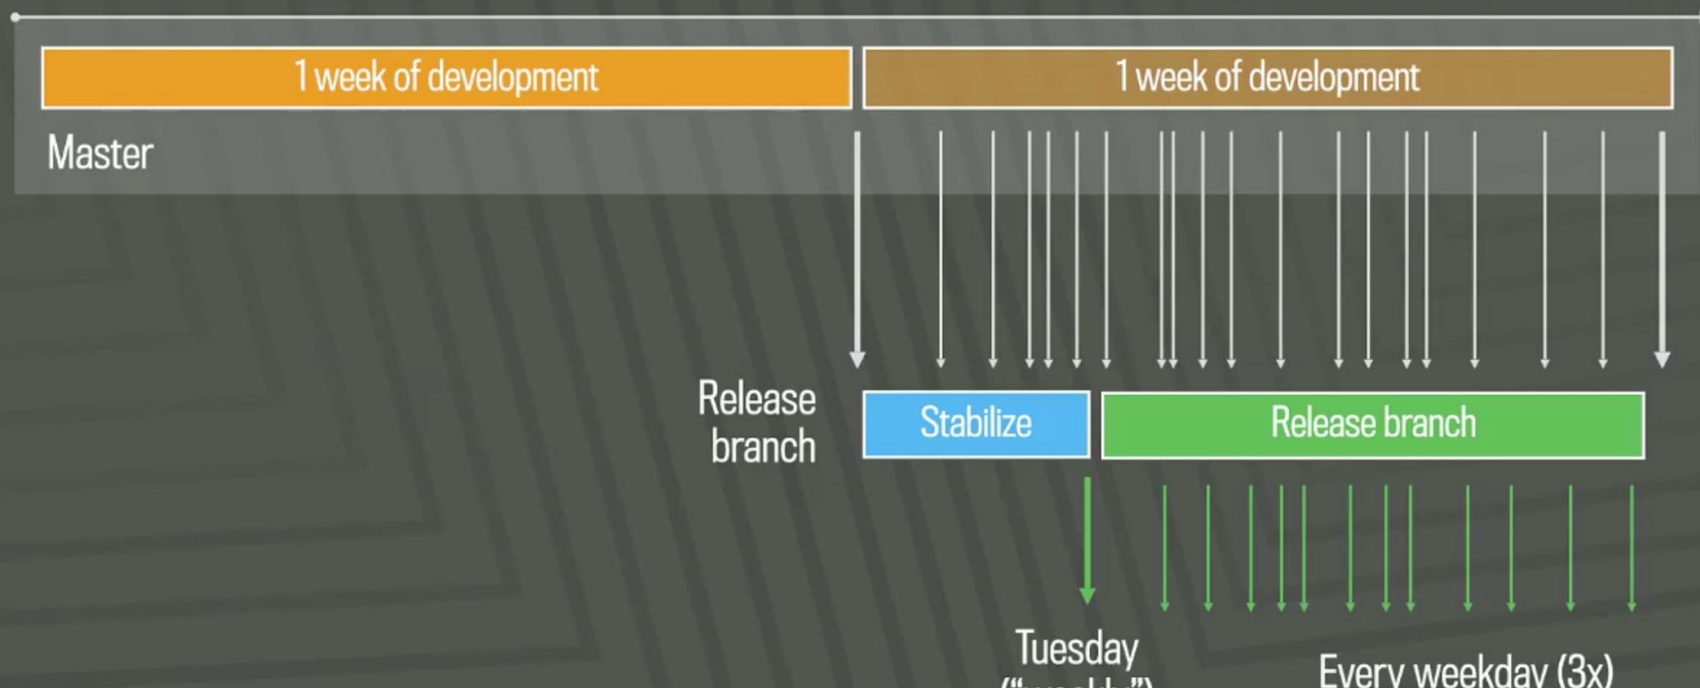 1 week of development
1 week of development
Master
Release
branch
Stabilize
Release branch
Tuesday
Every weekday (3x)